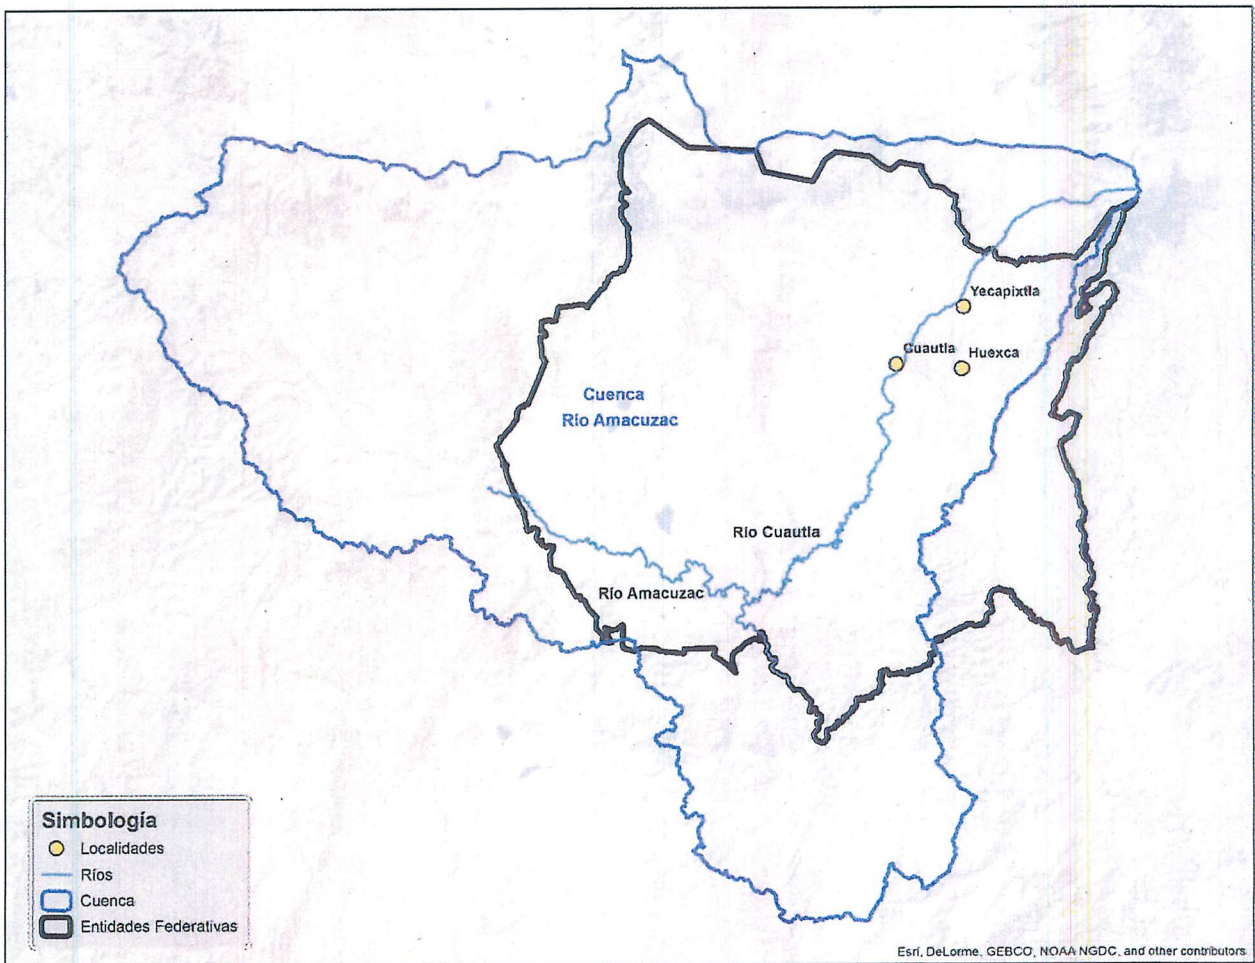 Yecapixtla
Cuautla
Huexca
Cuenca
Río Amacuzac
Río Cuautla
Río Amacuzac
Simbología
Localidades
Ríos
Cuenca
Entidades Federativas
Esri, DeLorme, GEBCO, NOAA NGDC, and other contributors